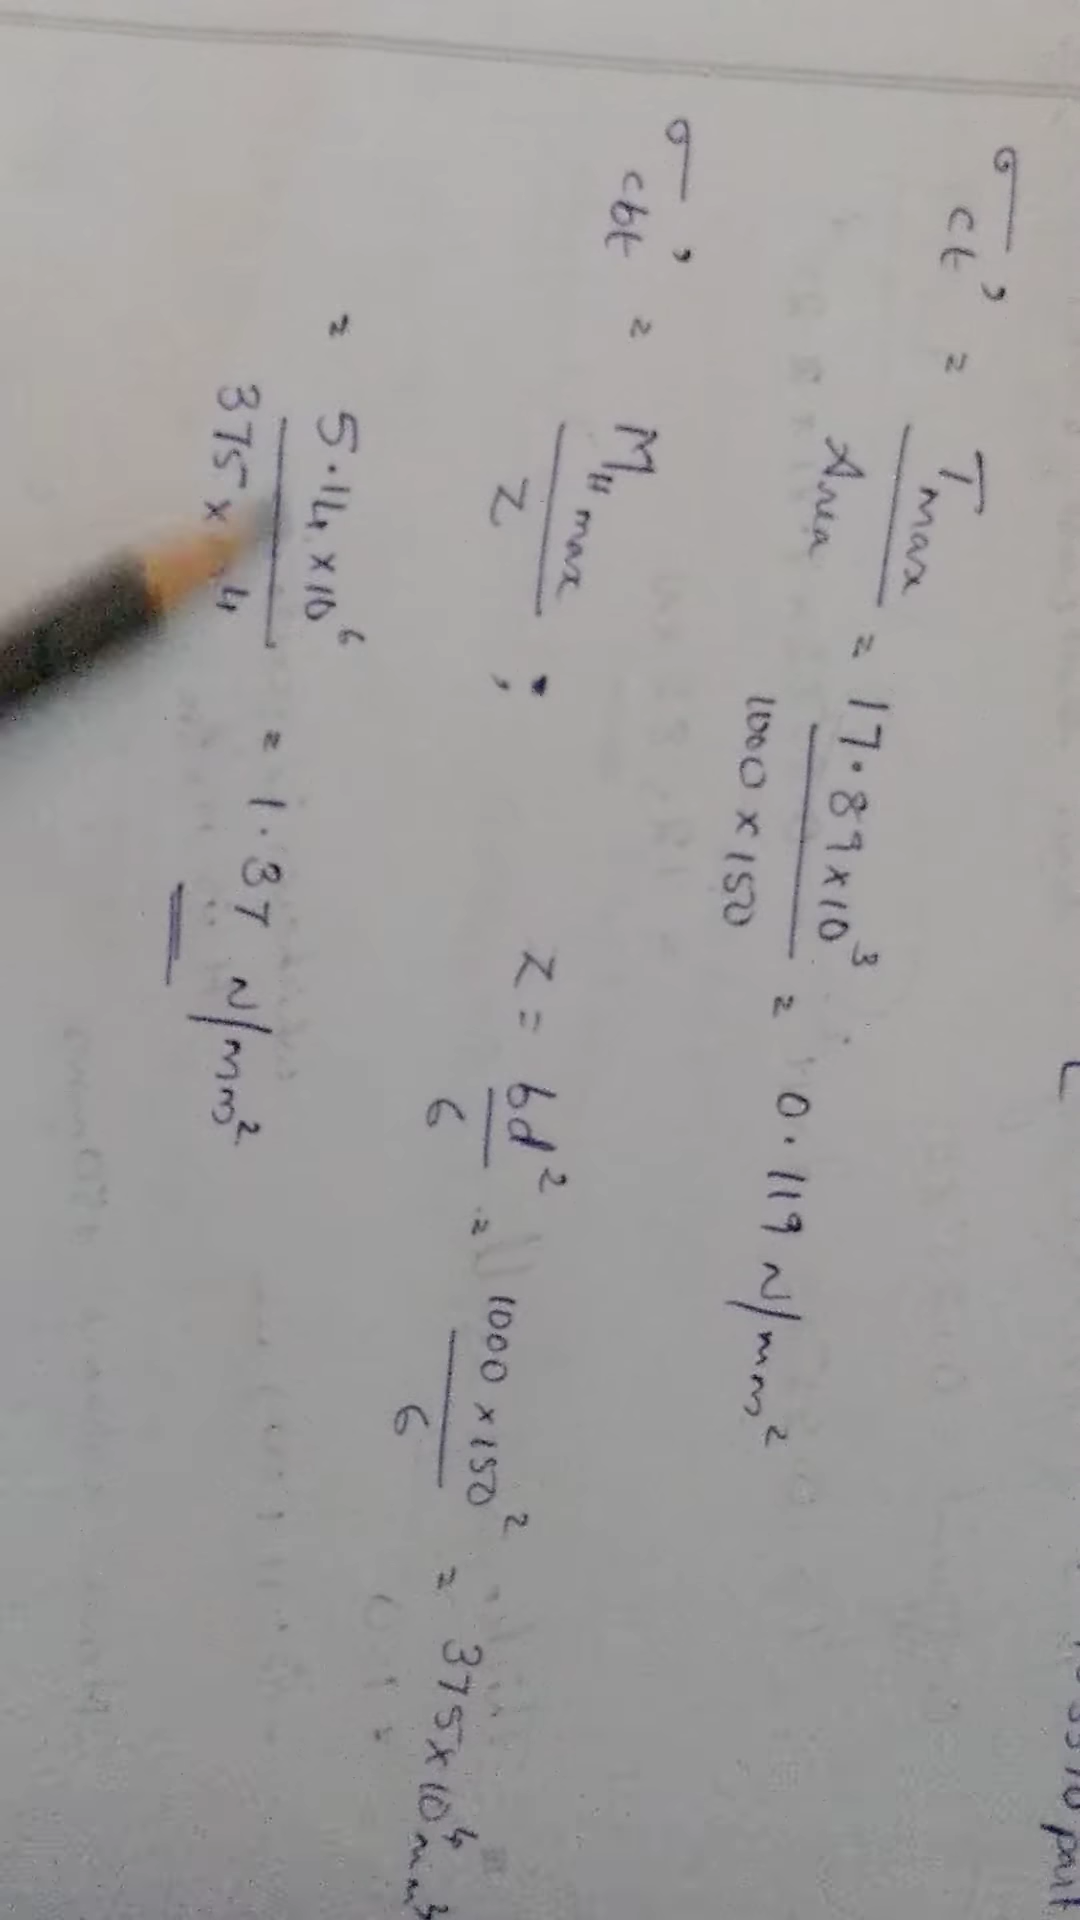 part
σct' = Tmax / Area = 17.89 x 10³ / 1000 x 150 = 0.119 N/mm²
σcbt' = MH max / Z ; Z = bd² / 6 = 1000 x 150² / 6 = 375 x 10⁴ mm³
= 5.14 x 10⁶ / 375 x 4 = 1.37 N/mm²